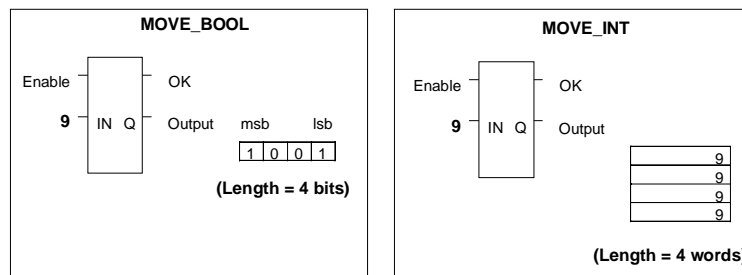 MOVE_BOOL
Enable
OK
9
IN Q
Output
msb lsb
1 0 0 1
(Length = 4 bits)
MOVE_INT
Enable
OK
9
IN Q
Output
9
9
9
9
(Length = 4 words)